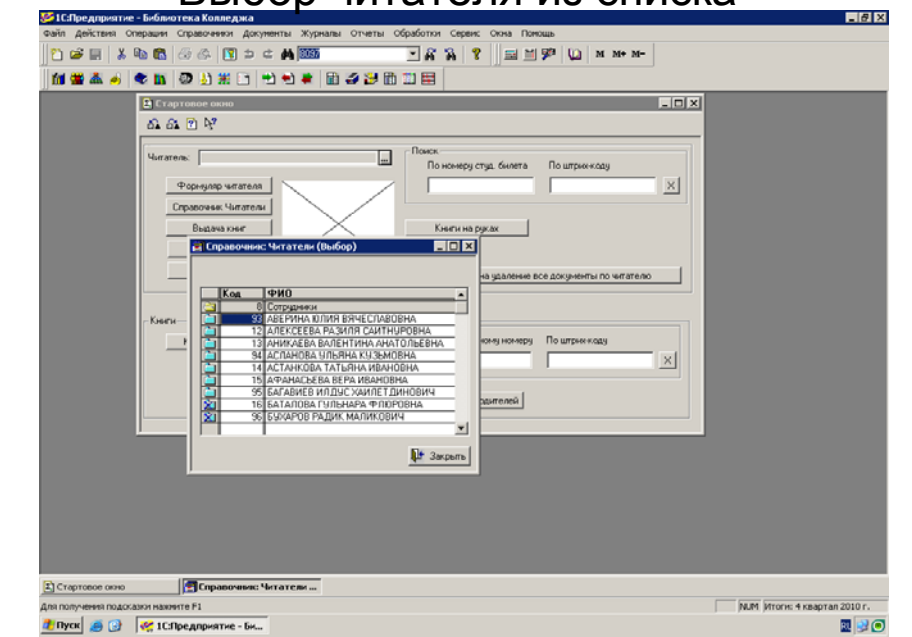 Выбор читателя из списка
1С:Предприятие - Библиотека Колледжа
Файл Действия Операции Справочники Документы Журналы Отчеты Обработки Сервис Окна Помощь
M M+ M-
Стартовое окно
Читатель:
Поиск
По номеру студ. билета По штрих-коду
Формуляр читателя
Справочник Читатели
Выдача книг
Книги на руках
Справочник: Читатели (Выбор)
на удаление все документы по читателю
Код ФИО
8 Сотрудники
93 АВЕРИНА ЮЛИЯ ВЯЧЕСЛАВОВНА
12 АЛЕКСЕЕВА РАЗИЛЯ САИТНУРОВНА
13 АНИКАЕВА ВАЛЕНТИНА АНАТОЛЬЕВНА
94 АСЛАНОВА УЛЬЯНА КУЗЬМОВНА
14 АСТАНКОВА ТАТЬЯНА ИВАНОВНА
15 АФАНАСЬЕВА ВЕРА ИВАНОВНА
95 БАГАВИЕВ ИЛДУС ХАИЛЕТДИНОВИЧ
16 БАТАЛОВА ГУЛЬНАРА ФЛЮРОВНА
96 БУХАРОВ РАДИК МАЛИКОВИЧ
Книги
ному номеру По штрих-коду
одителей
Закрыть
Стартовое окно Справочник: Читатели ...
Для получения подсказки нажмите F1 NUM Итоги: 4 квартал 2010 г.
Пуск 1С:Предприятие - Би... RL